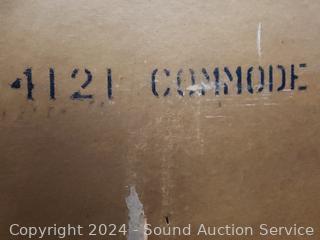 4121 COMMODE
Copyright 2024 - Sound Auction Service